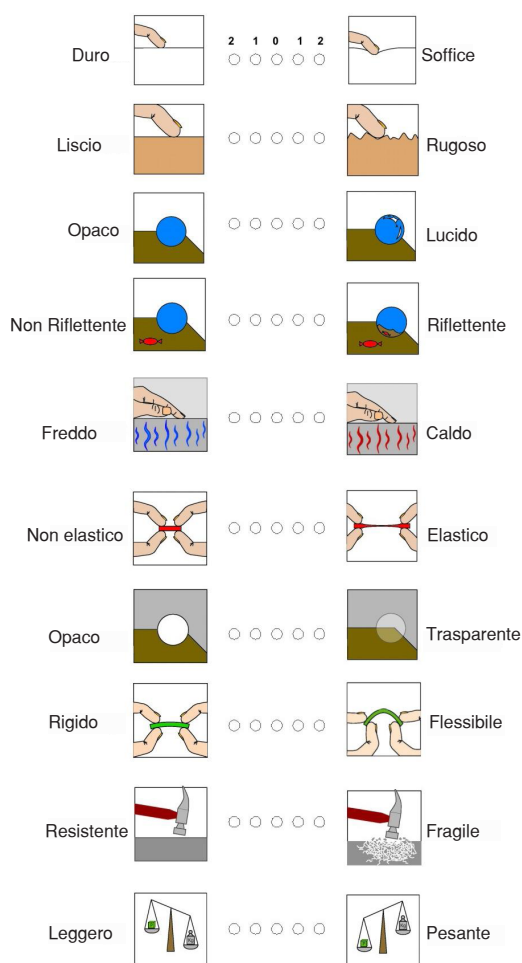 2 1 0 1 2
Duro Soffice
Liscio Rugoso
Opaco Lucido
Non Riflettente Riflettente
Freddo Caldo
Non elastico Elastico
Opaco Trasparente
Rigido Flessibile
Resistente Fragile
Leggero Pesante